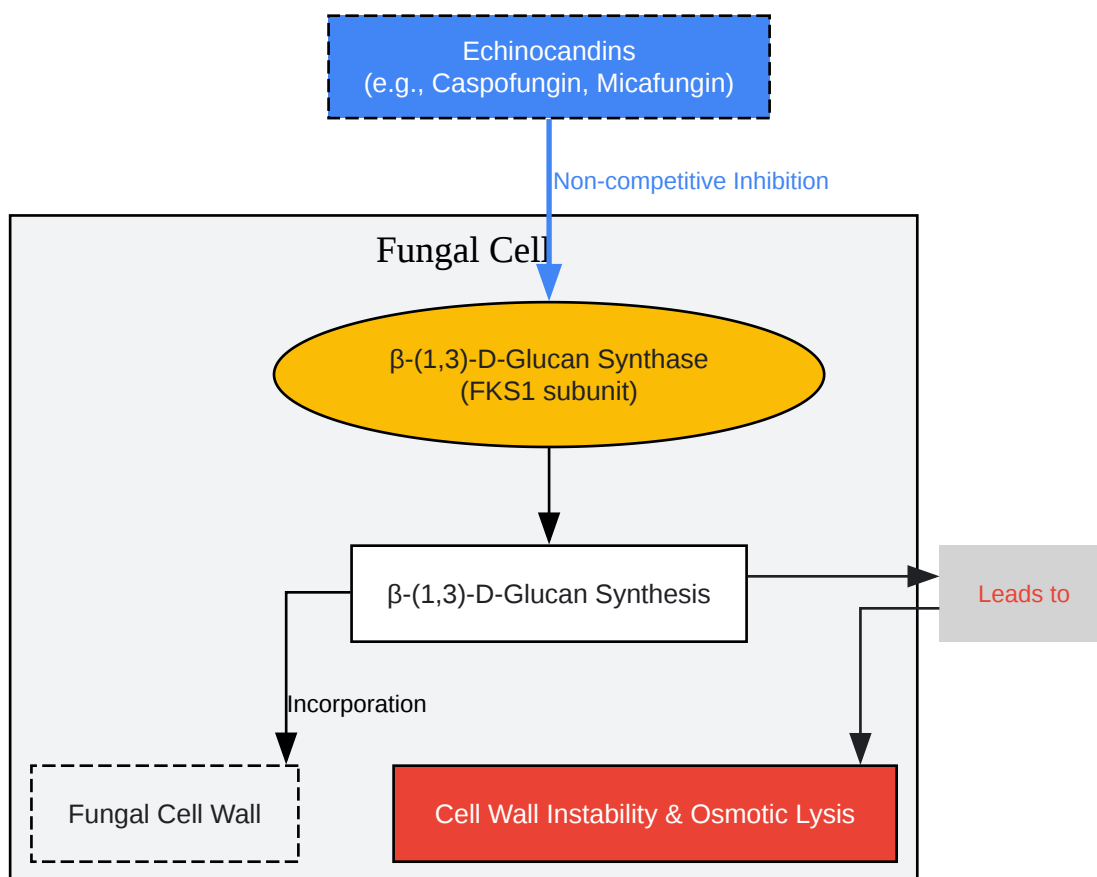 Echinocandins
(e.g., Caspofungin, Micafungin)
Non-competitive Inhibition
Fungal Cell
β-(1,3)-D-Glucan Synthase
(FKS1 subunit)
β-(1,3)-D-Glucan Synthesis
Leads to
Incorporation
Fungal Cell Wall
Cell Wall Instability & Osmotic Lysis